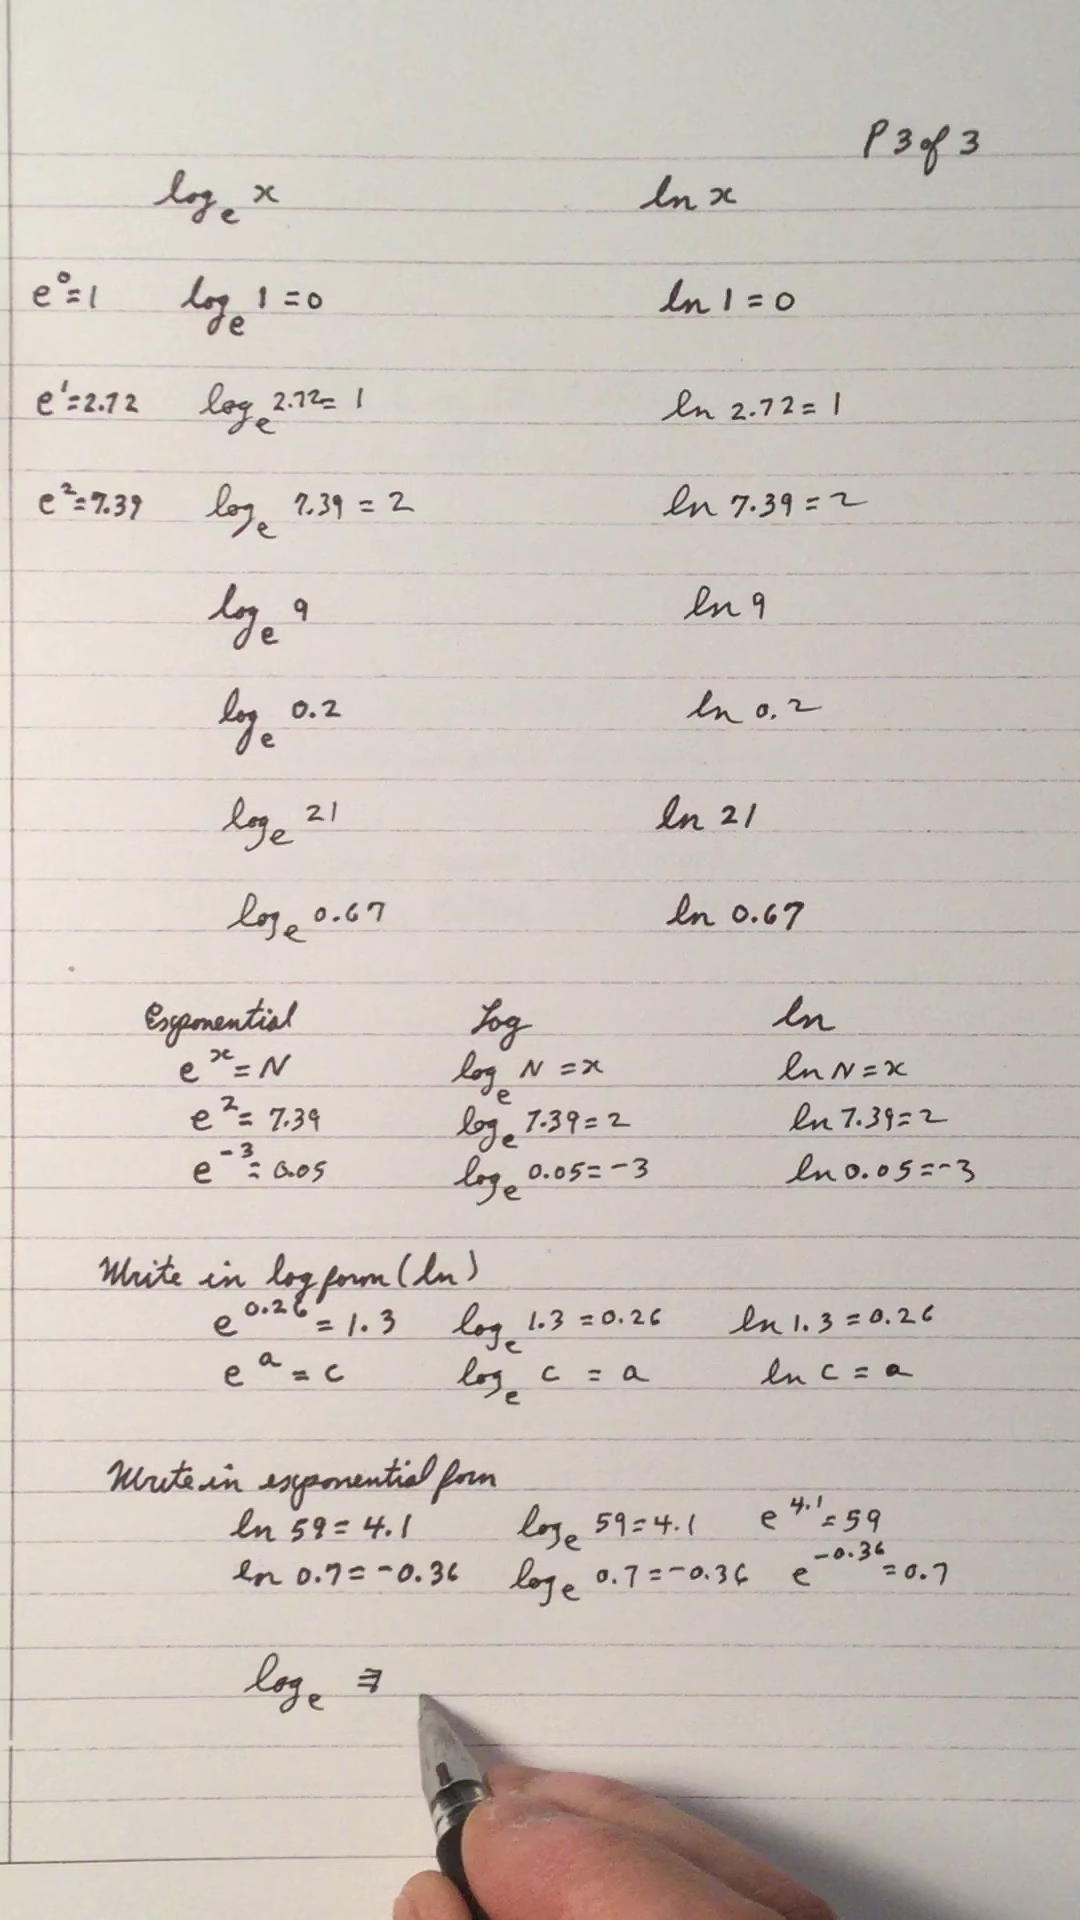 P 3 of 3
logₑ x ln x
e⁰=1 logₑ 1=0 ln 1=0
e¹=2.72 logₑ 2.72=1 ln 2.72=1
e²=7.39 logₑ 7.39=2 ln 7.39=2
logₑ 9 ln 9
logₑ 0.2 ln 0.2
logₑ 21 ln 21
logₑ 0.67 ln 0.67
Exponential Log ln
eˣ=N logₑ N=x ln N=x
e²=7.39 logₑ 7.39=2 ln 7.39=2
e⁻³=0.05 logₑ 0.05=-3 ln 0.05=-3
Write in log form (ln)
e^0.26=1.3 logₑ 1.3=0.26 ln 1.3=0.26
eᵃ=c logₑ c=a ln c=a
Write in exponential form
ln 59=4.1 logₑ 59=4.1 e^4.1=59
ln 0.7=-0.36 logₑ 0.7=-0.36 e^-0.36=0.7
logₑ